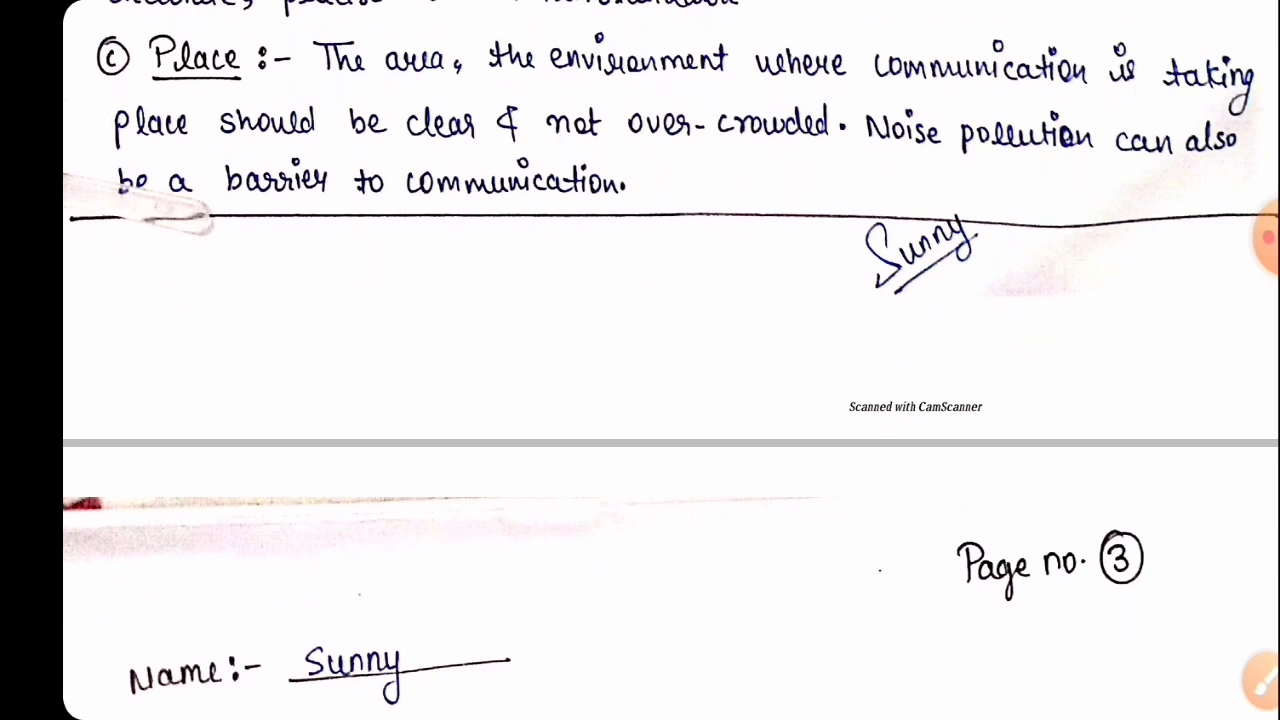 Ⓒ Place :- The area, the environment where communication is taking
place should be clear & not over-crowded. Noise pollution can also
be a barrier to communication.
Sunny
Scanned with CamScanner
Page no. ③
Name:- Sunny